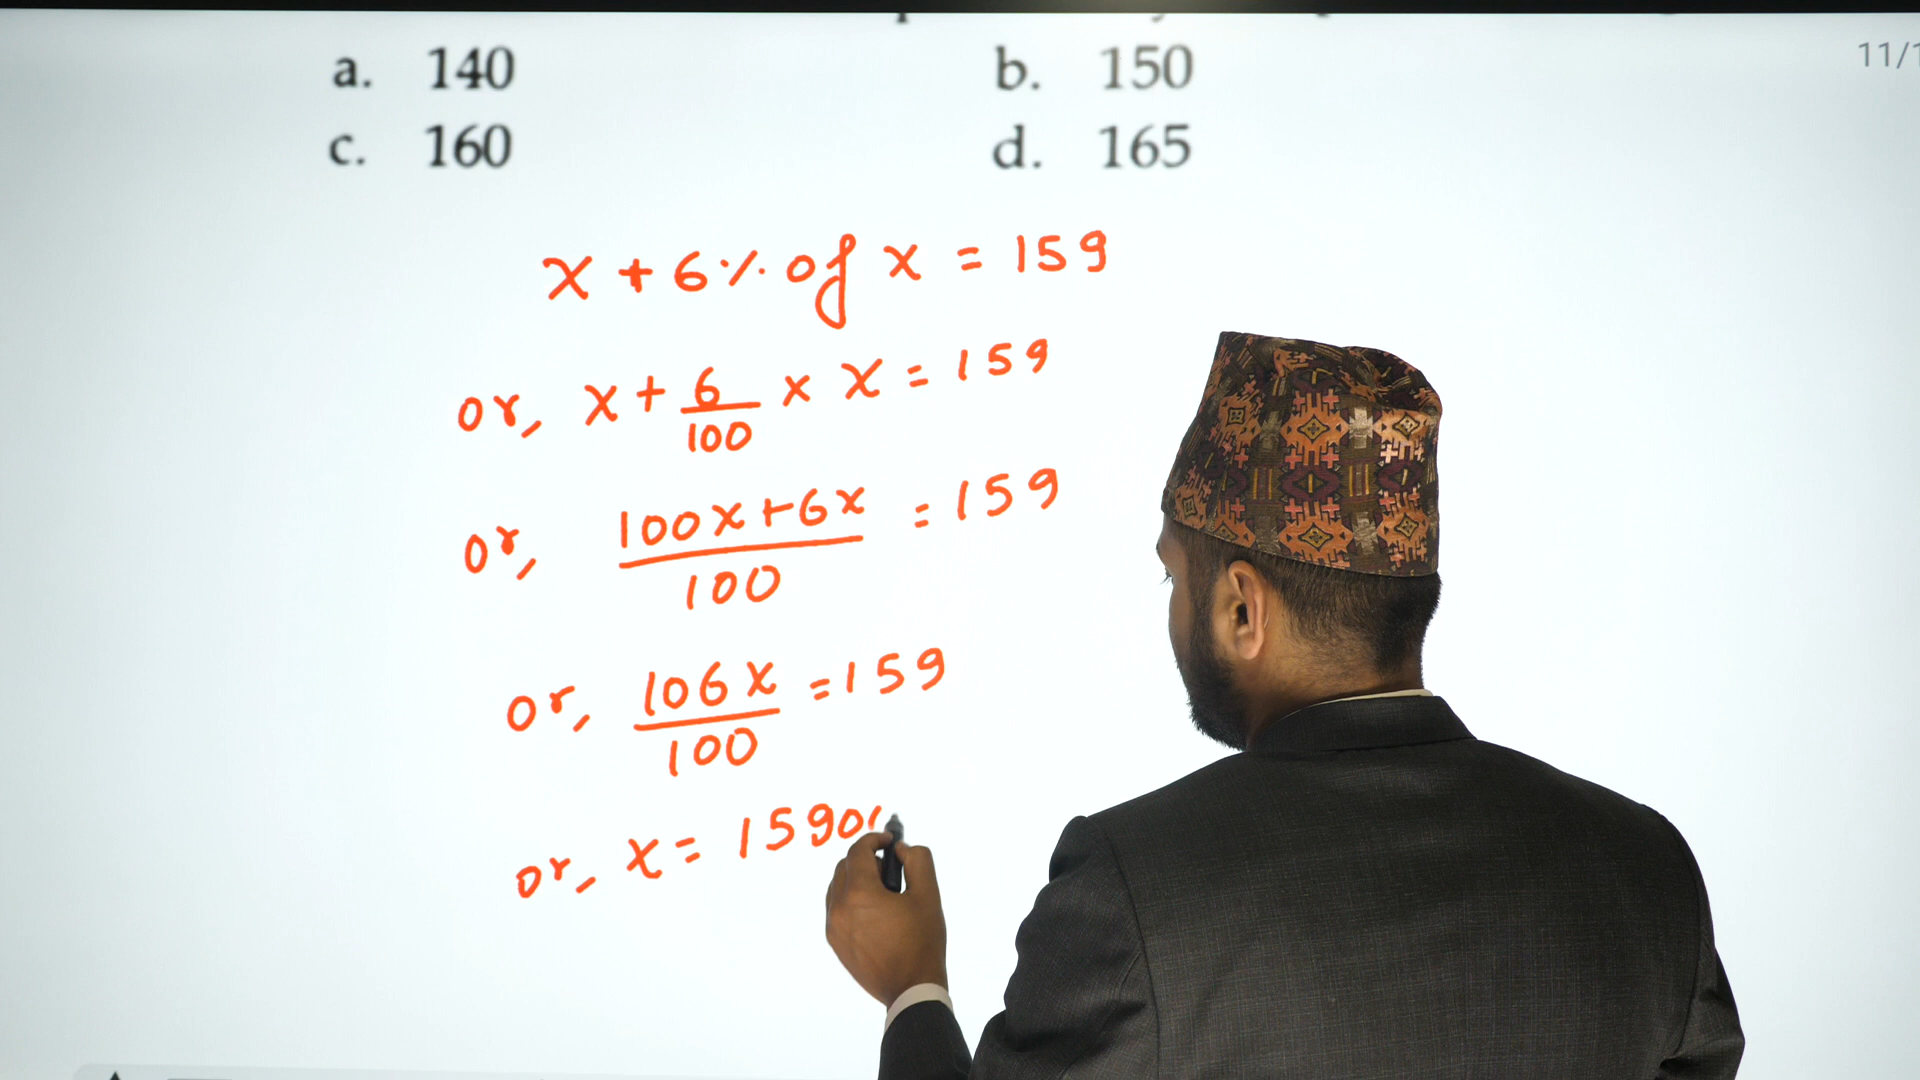 a. 140 b. 150
c. 160 d. 165
11/1
x + 6% of x = 159
or, x + 6/100 × x = 159
or, (100x+6x)/100 = 159
or, 106x/100 = 159
or, x = 1590